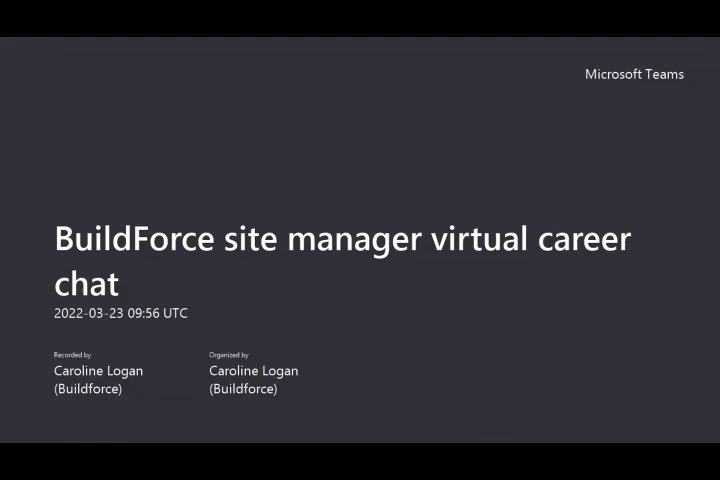 Microsoft Teams
BuildForce site manager virtual career
chat
2022-03-23 09:56 UTC
Recorded by
Organized by
Caroline Logan
Caroline Logan
(Buildforce)
(Buildforce)